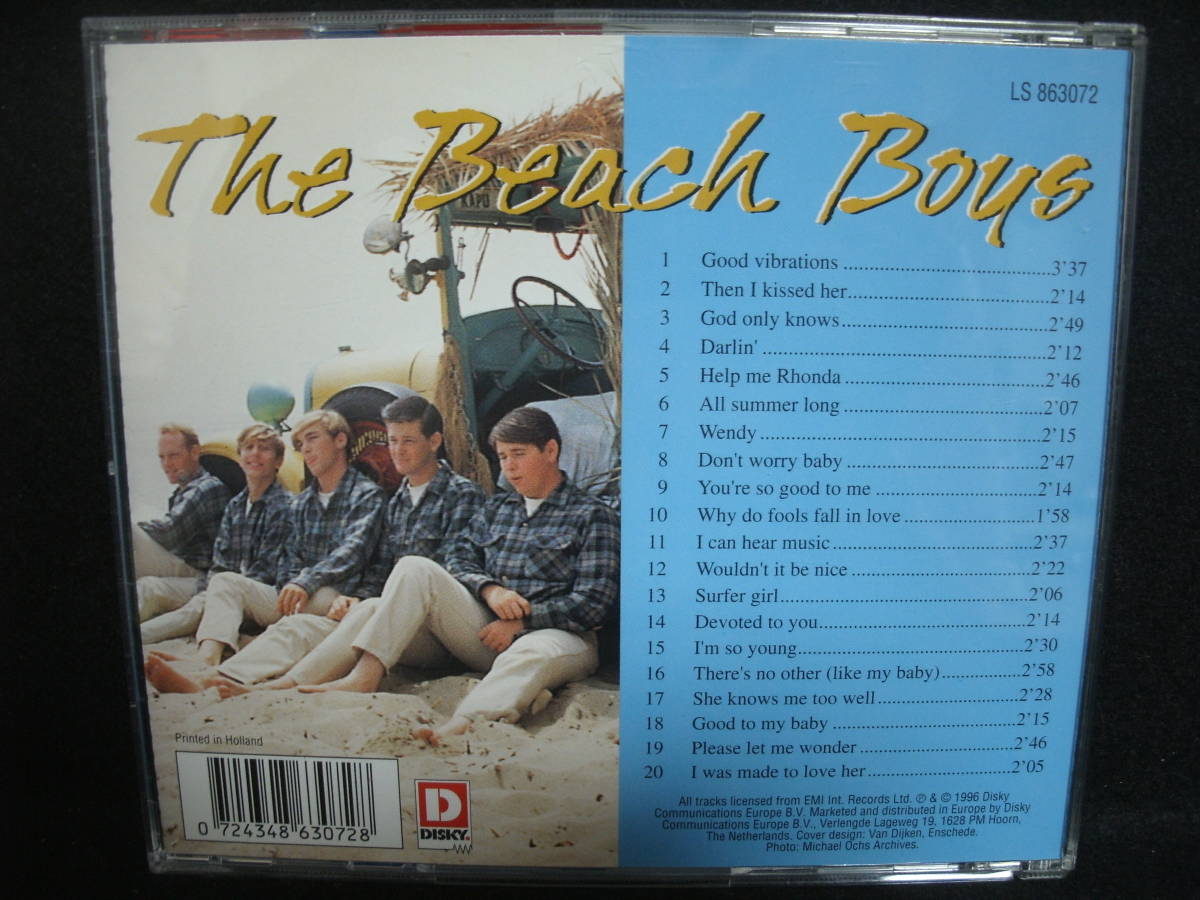 LS 863072
The Beach Boys
KAPU
1 Good vibrations 3'37
2 Then I kissed her 2'14
3 God only knows 2'49
4 Darlin' 2'12
5 Help me Rhonda 2'46
6 All summer long 2'07
7 Wendy 2'15
8 Don't worry baby 2'47
9 You're so good to me 2'14
10 Why do fools fall in love 1'58
11 I can hear music 2'37
12 Wouldn't it be nice 2'22
13 Surfer girl 2'06
14 Devoted to you 2'14
15 I'm so young 2'30
16 There's no other (like my baby) 2'58
17 She knows me too well 2'28
18 Good to my baby 2'15
19 Please let me wonder 2'46
20 I was made to love her 2'05
Printed in Holland
0 724348 630728
D
DISKY
All tracks licensed from EMI Int. Records Ltd. ℗ & © 1996 Disky
Communications Europe B.V. Marketed and distributed in Europe by Disky
Communications Europe B.V., Verlengde Lageweg 19. 1628 PM Hoorn,
The Netherlands. Cover design: Van Dijken, Enschede.
Photo: Michael Ochs Archives.